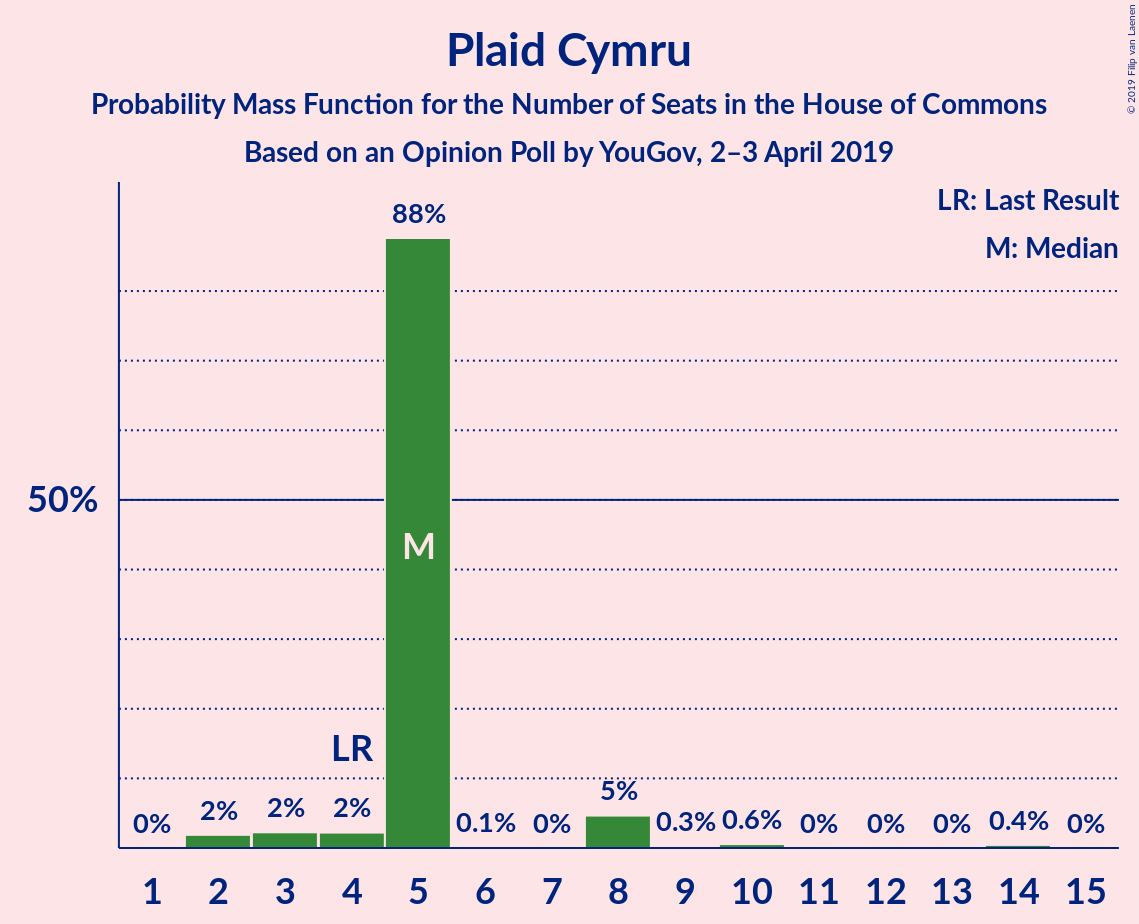 Plaid Cymru
Probability Mass Function for the Number of Seats in the House of Commons
Based on an Opinion Poll by YouGov, 2–3 April 2019
© 2019 Filip van Laenen
LR: Last Result
M: Median
88%
50%
M
LR
0% 2% 2% 2% 0.1% 0% 5% 0.3% 0.6% 0% 0% 0% 0.4% 0%
1 2 3 4 5 6 7 8 9 10 11 12 13 14 15